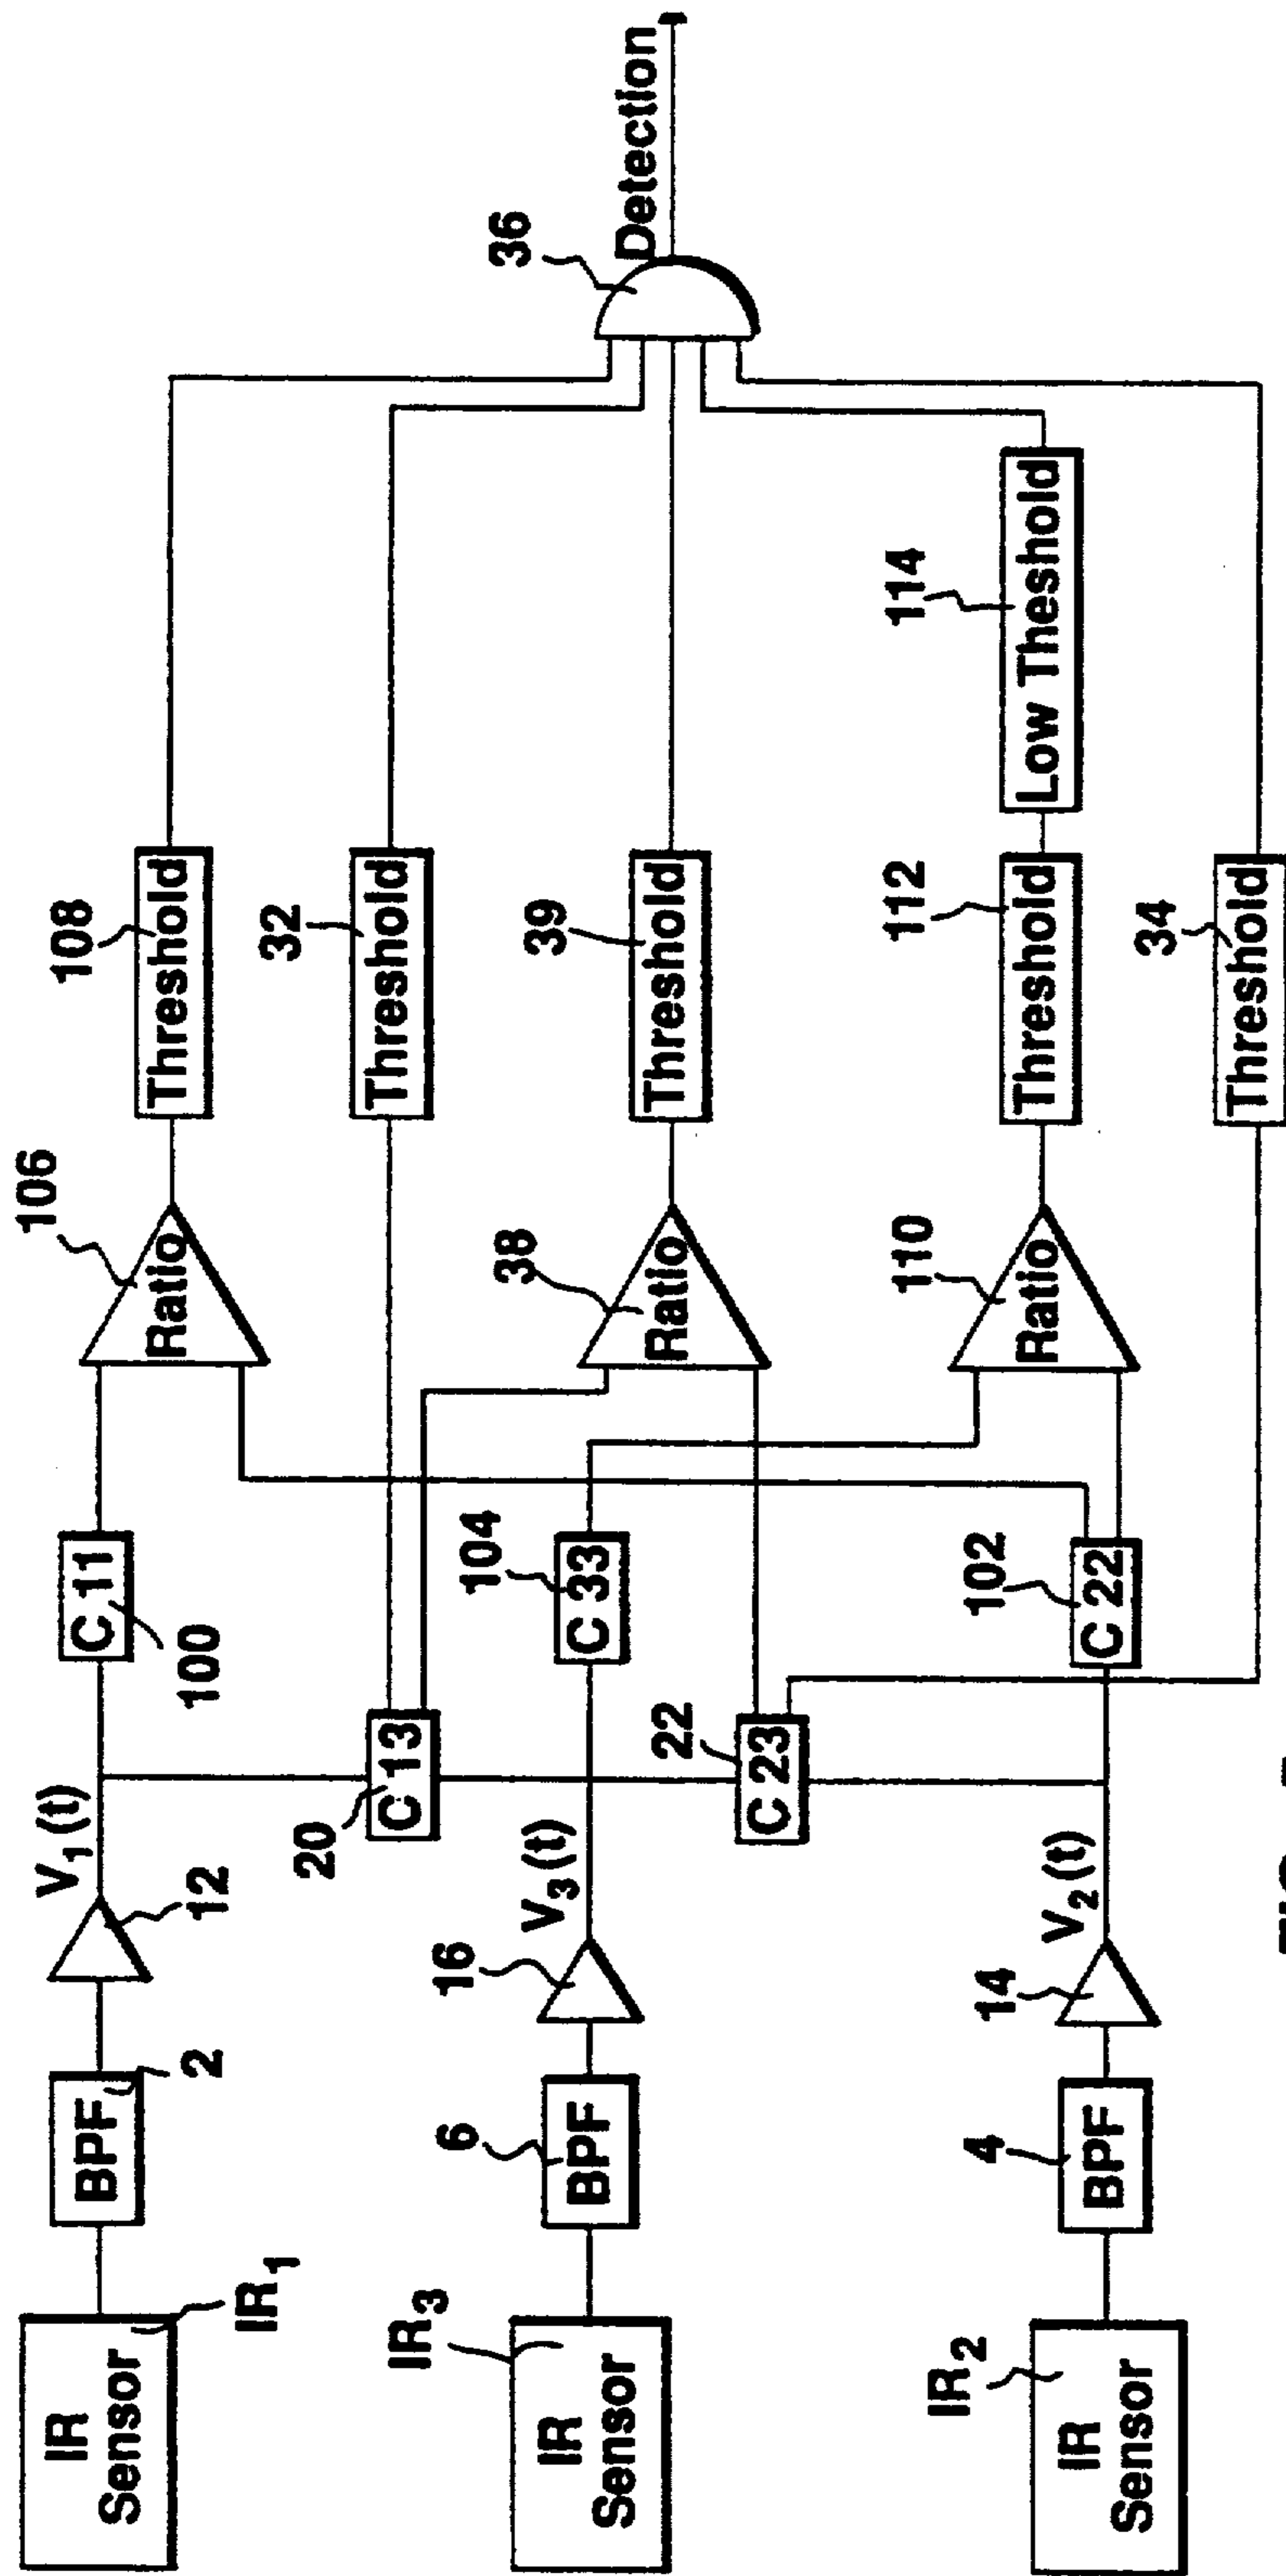 IR
Sensor
IR1
BPF
2
12
V1(t)
C 11
100
106
Ratio
108
Threshold
20
C 13
32
Threshold
IR3
IR
Sensor
6
BPF
16
V3(t)
104
C 33
38
Ratio
39
Threshold
36
Detection
22
C 23
IR2
IR
Sensor
4
BPF
14
V2(t)
102
C 22
110
Ratio
112
Threshold
114
Low Theshold
34
Threshold